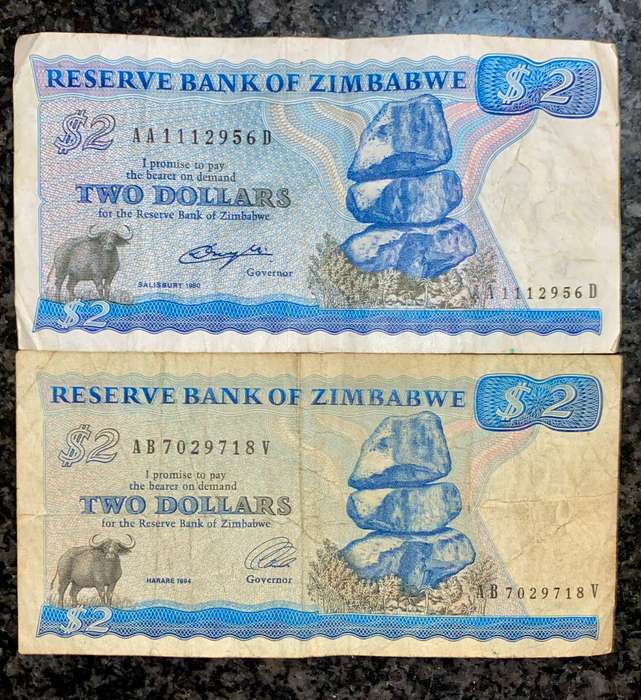 RESERVE BANK OF ZIMBABWE $2
$2 AA1112956D
I promise to pay
the bearer on demand
TWO DOLLARS
for the Reserve Bank of Zimbabwe
Governor
SALISBURY 1980
AA1112956D
$2
RESERVE BANK OF ZIMBABWE $2
$2 AB7029718V
I promise to pay
the bearer on demand
TWO DOLLARS
for the Reserve Bank of Zimbabwe
HARARE 1994 Governor
AB7029718V
$2